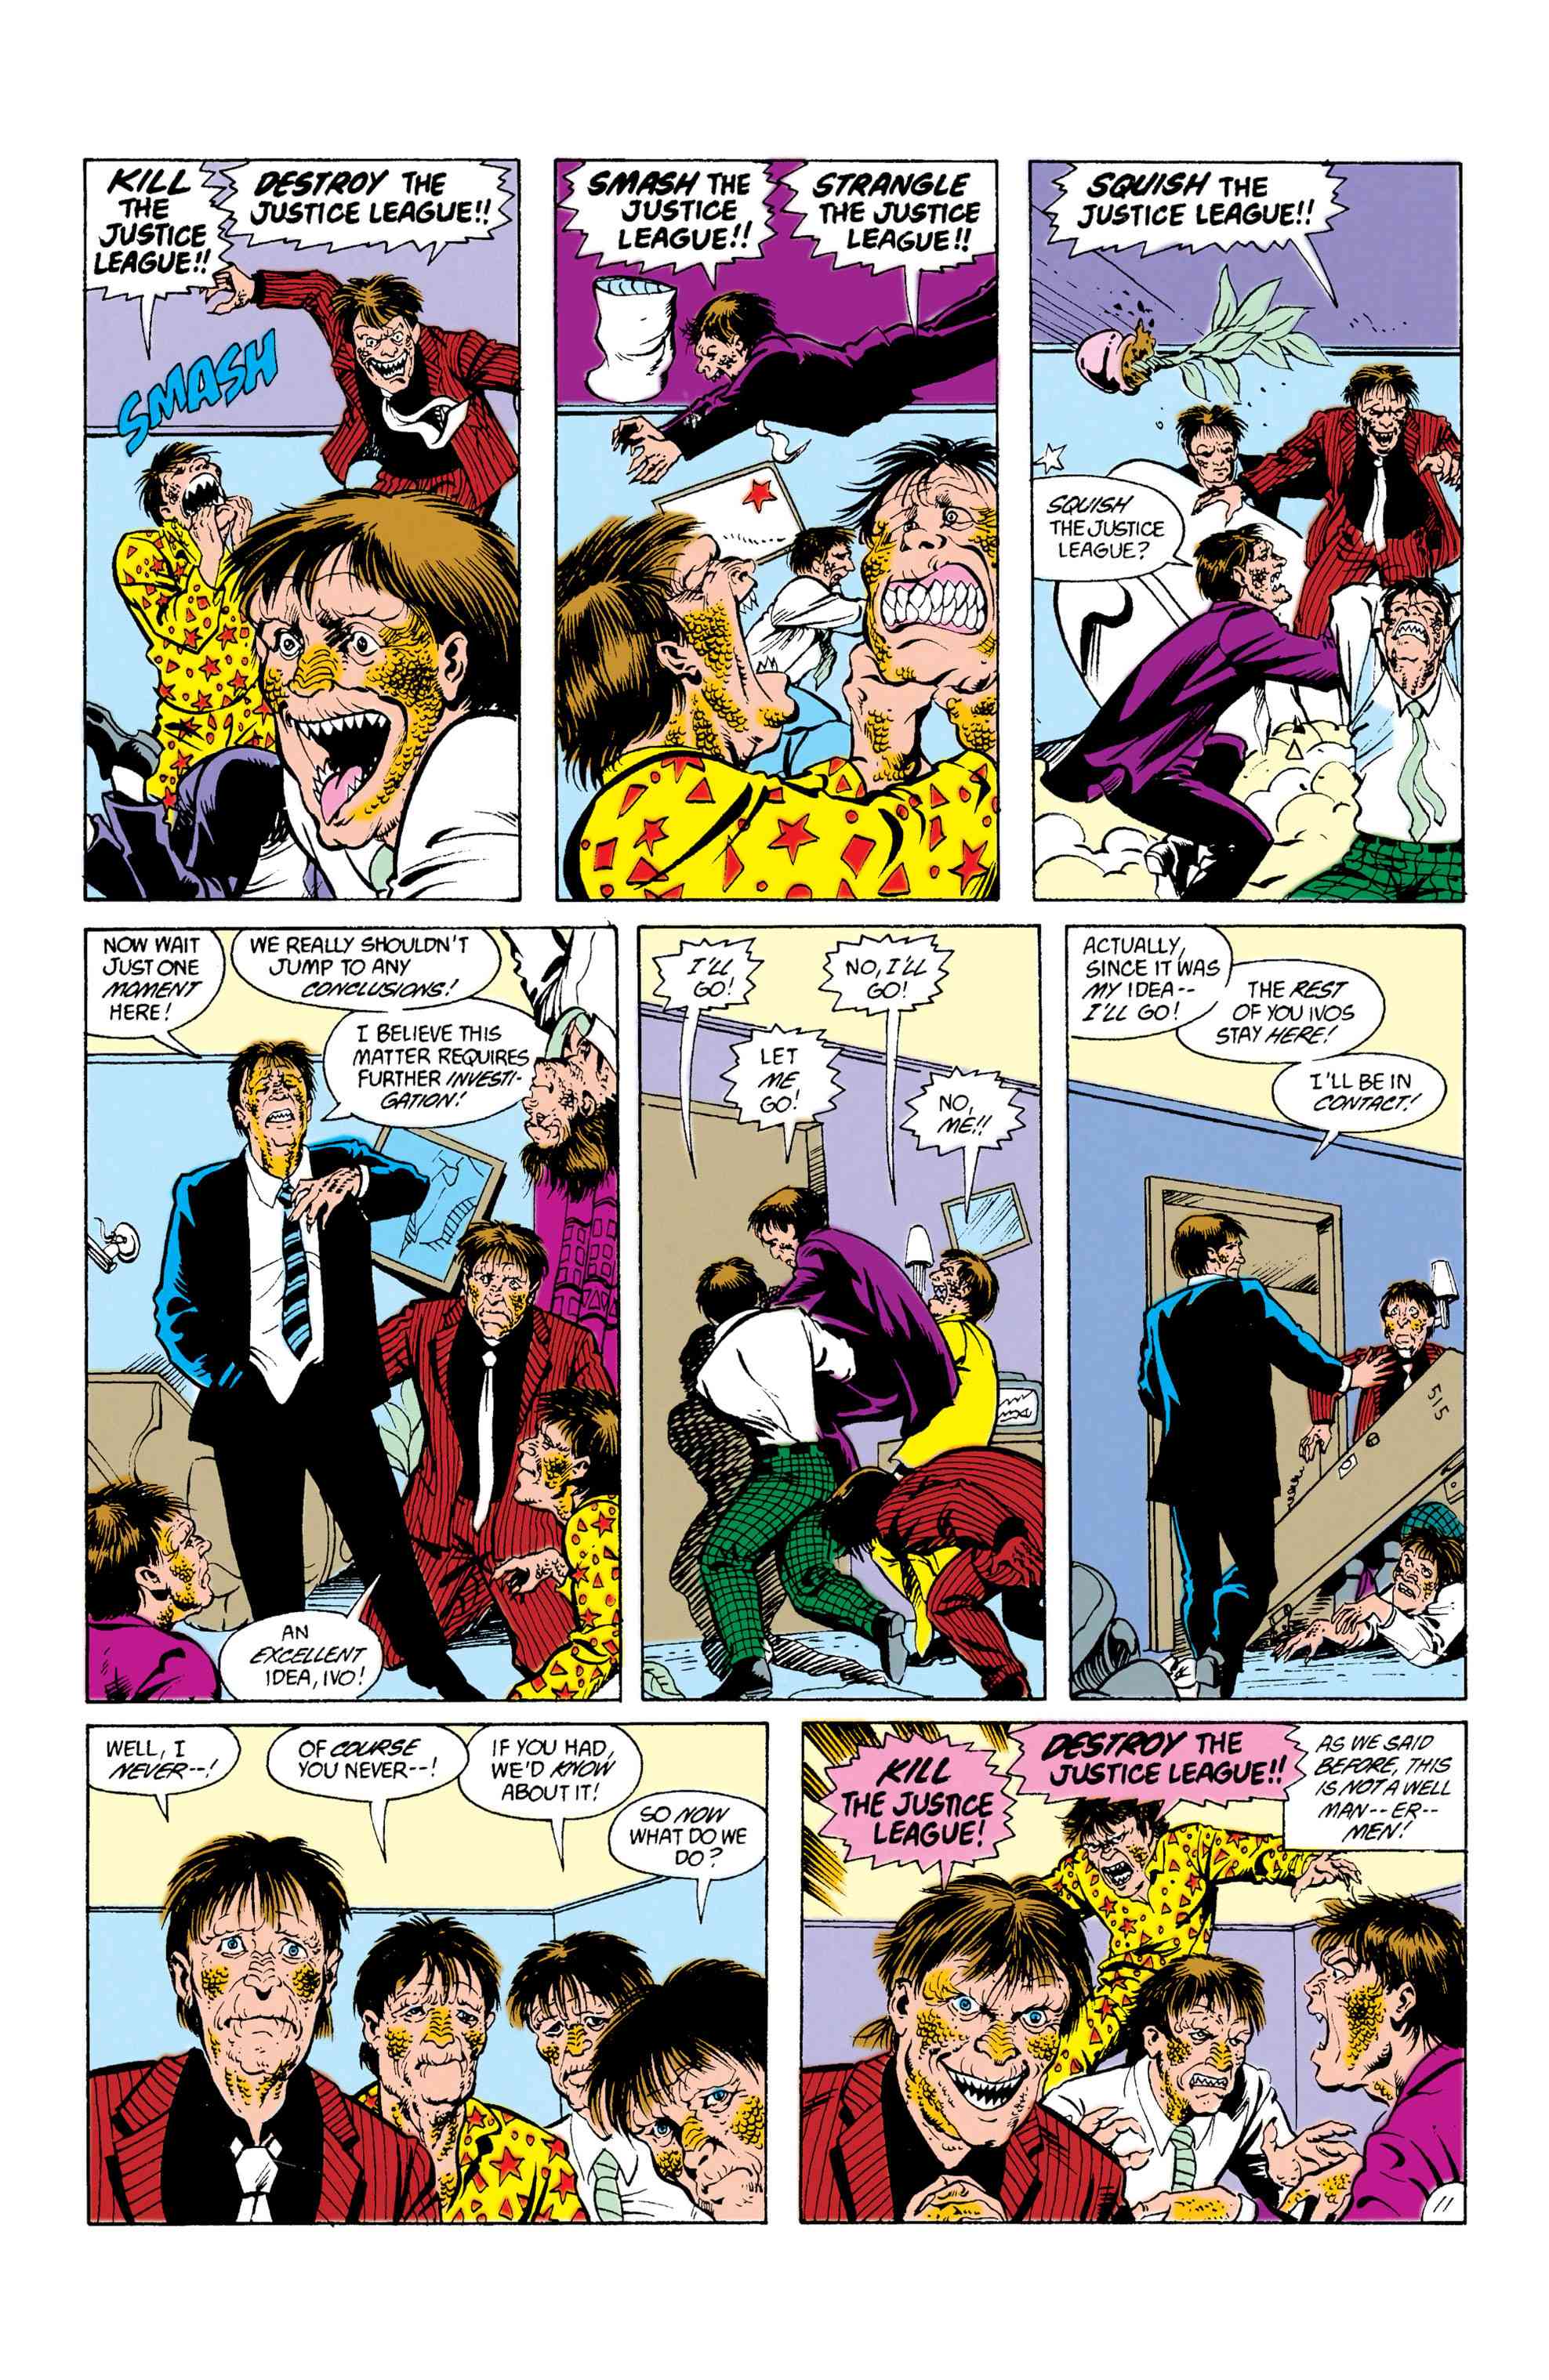 KILL
THE
JUSTICE
LEAGUE!!
DESTROY THE
JUSTICE LEAGUE!!
SMASH
SMASH THE
JUSTICE
LEAGUE!!
STRANGLE
THE JUSTICE
LEAGUE!!
SQUISH THE
JUSTICE LEAGUE!!
SQUISH
THE JUSTICE
LEAGUE?
NOW WAIT
JUST ONE
MOMENT
HERE!
WE REALLY SHOULDN'T
JUMP TO ANY
CONCLUSIONS!
I BELIEVE THIS
MATTER REQUIRES
FURTHER INVESTI-
GATION!
AN
EXCELLENT
IDEA, IVO!
I'LL
GO!
LET
ME
GO!
NO, I'LL
GO!
NO,
ME!!
ACTUALLY,
SINCE IT WAS
MY IDEA--
I'LL GO!
THE REST
OF YOU IVOS
STAY HERE!
I'LL BE IN
CONTACT!
515
WELL, I
NEVER--!
OF COURSE
YOU NEVER--!
IF YOU HAD,
WE'D KNOW
ABOUT IT!
SO NOW
WHAT DO WE
DO?
KILL
THE JUSTICE
LEAGUE!
DESTROY THE
JUSTICE LEAGUE!!
AS WE SAID
BEFORE, THIS
IS NOT A WELL
MAN--ER--
MEN!
11